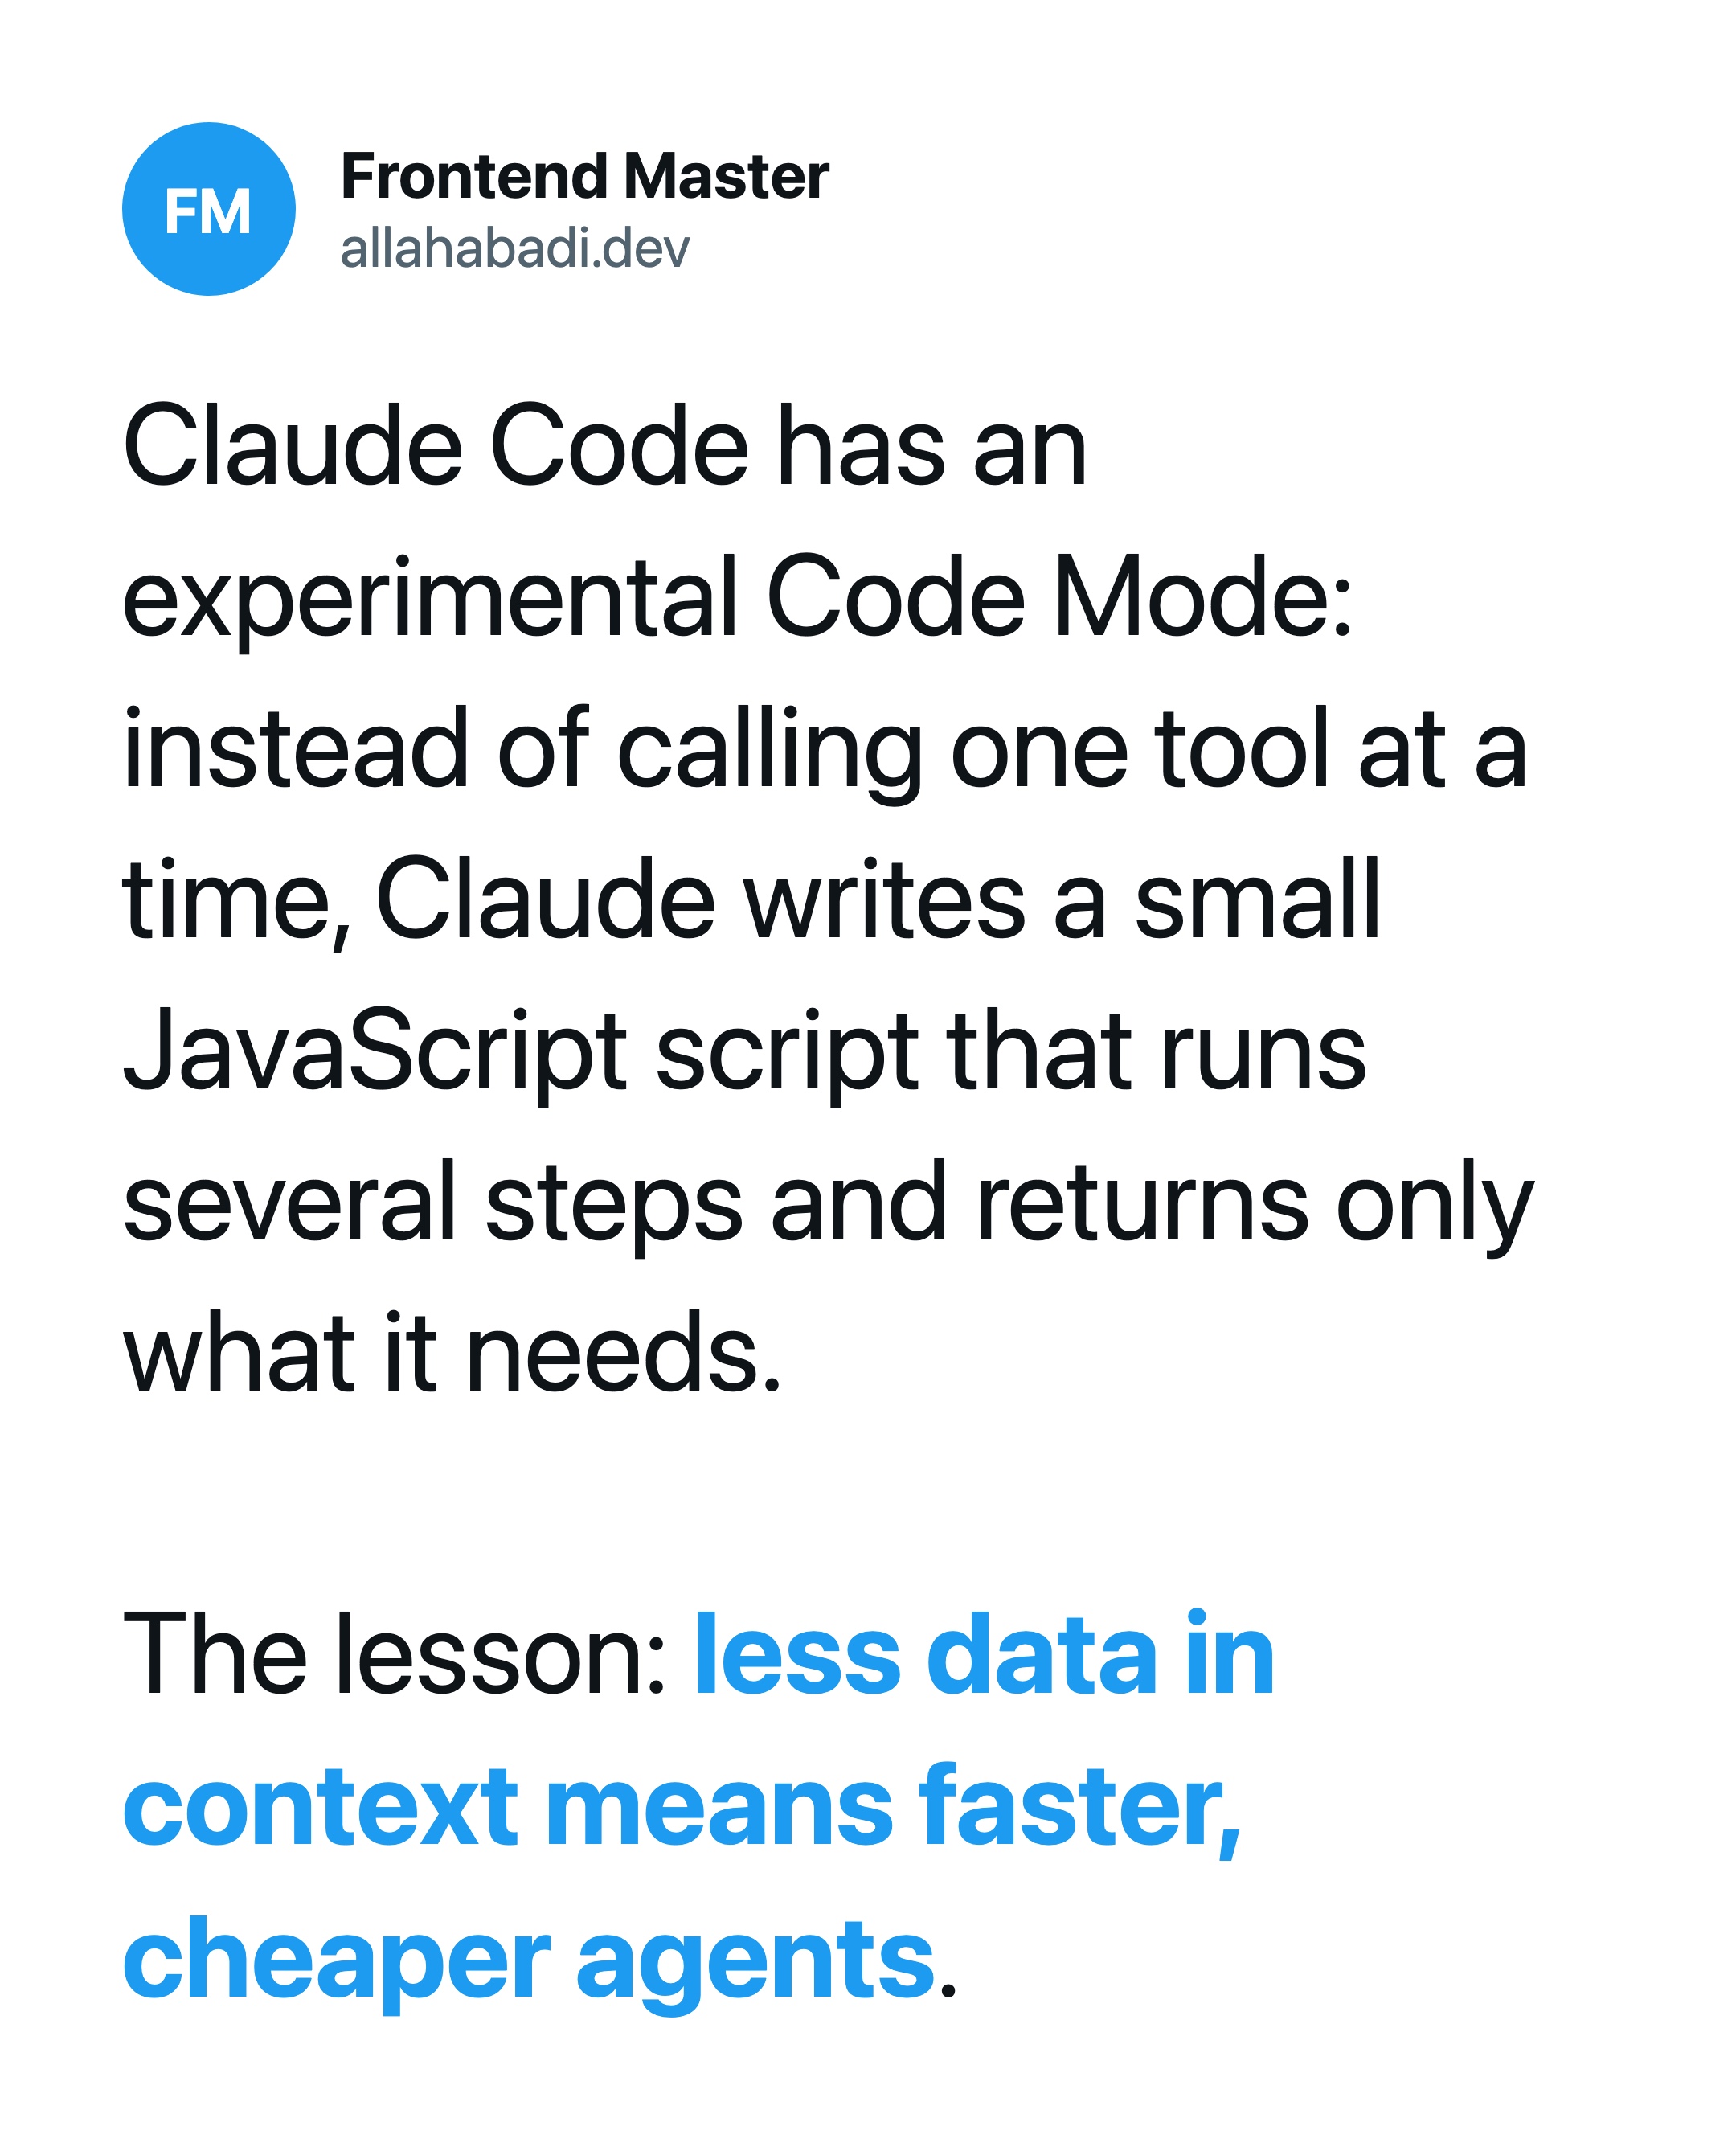 FM
Frontend Master
allahabadi.dev
Claude Code has an
experimental Code Mode:
instead of calling one tool at a
time, Claude writes a small
JavaScript script that runs
several steps and returns only
what it needs.
The lesson: less data in
context means faster,
cheaper agents.